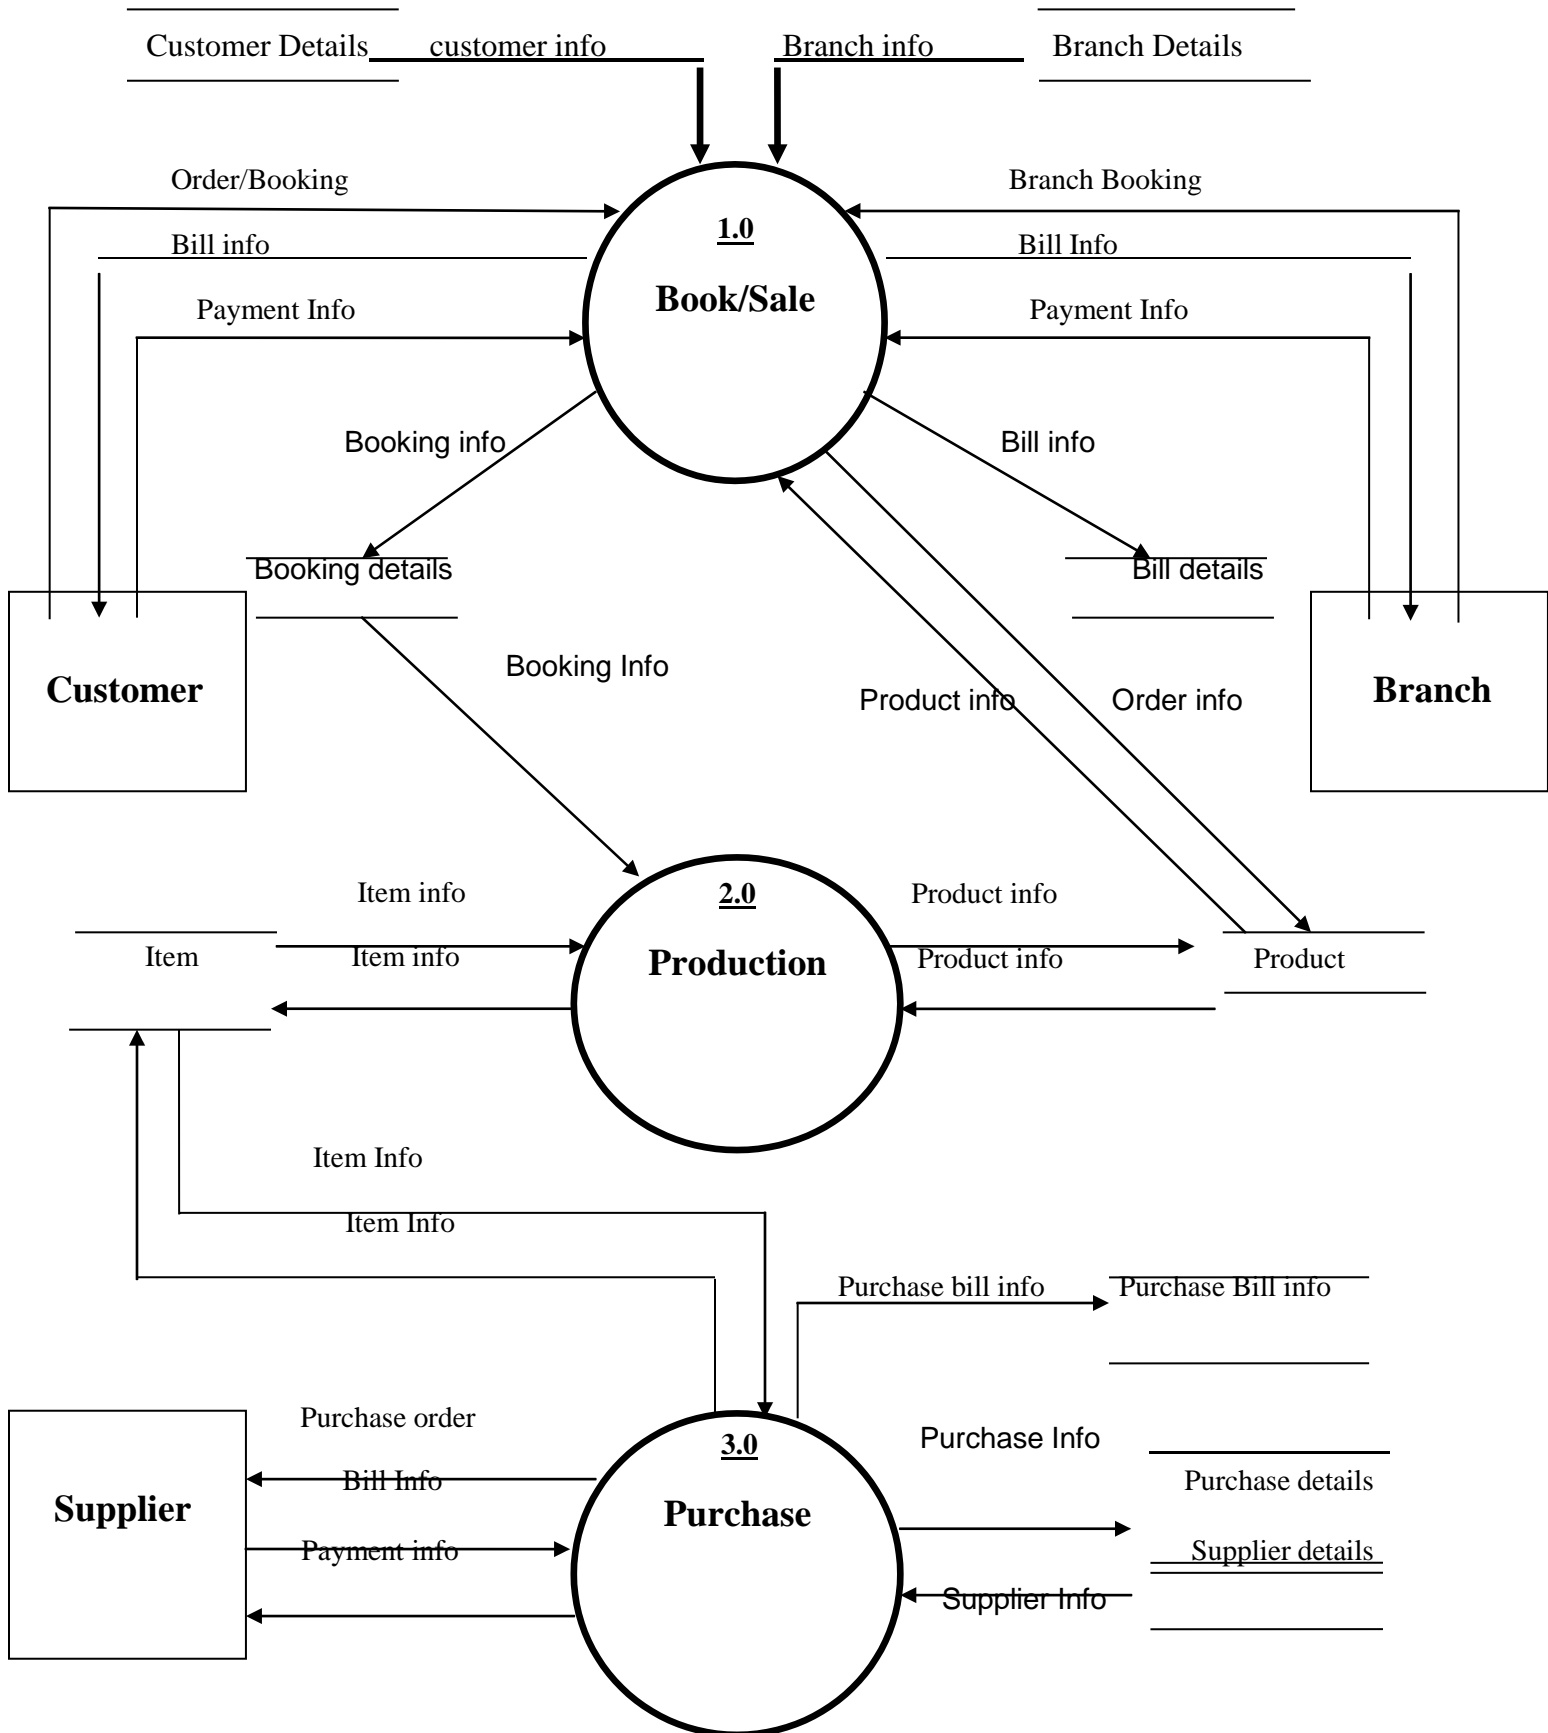 Customer Details customer info Branch info Branch Details
Order/Booking Branch Booking
1.0
Bill info Bill Info
Book/Sale
Payment Info Payment Info
Booking info Bill info
Booking details Bill details
Booking Info
Customer Product info Order info Branch
Item info 2.0 Product info
Item Item info Production Product info Product
Item Info
Item Info
Purchase bill info Purchase Bill info
Purchase order 3.0 Purchase Info
Bill Info Purchase details
Supplier Purchase
Payment info Supplier details
Supplier Info